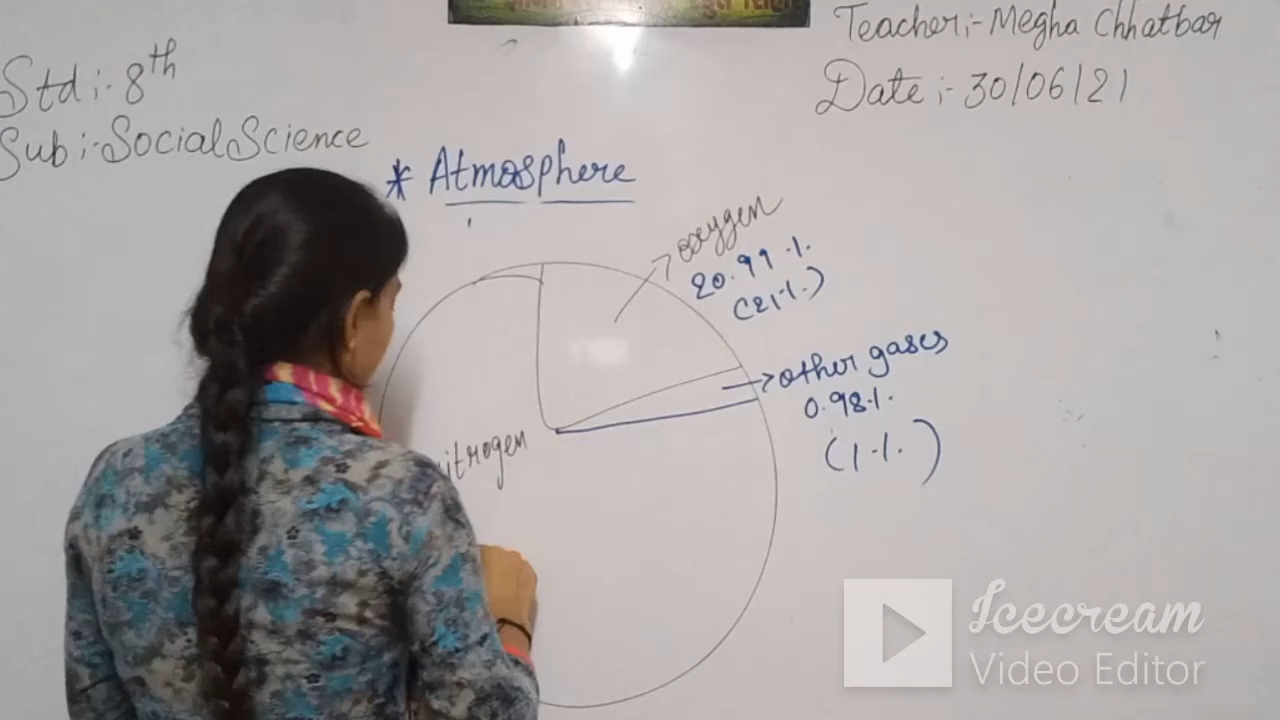 Teacher:- Megha Chhatbar
Std:- 8th
Date:- 30/06/21
Sub:- Social Science
* Atmosphere
oxygen
20.99 %
(21%)
other gases
0.98%
(1%)
nitrogen
Icecream
Video Editor